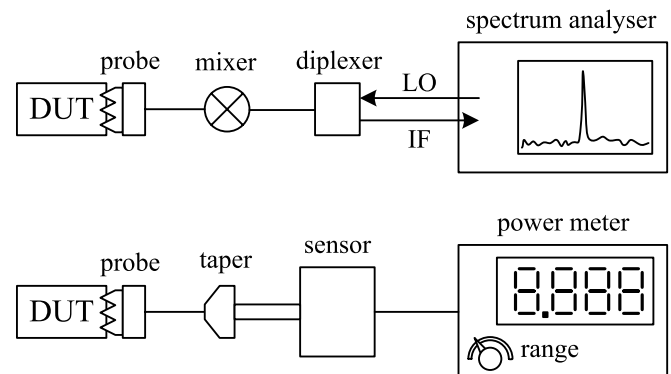 spectrum analyser
probe
mixer
diplexer
DUT
LO
IF
power meter
sensor
probe
taper
DUT
8.888
range